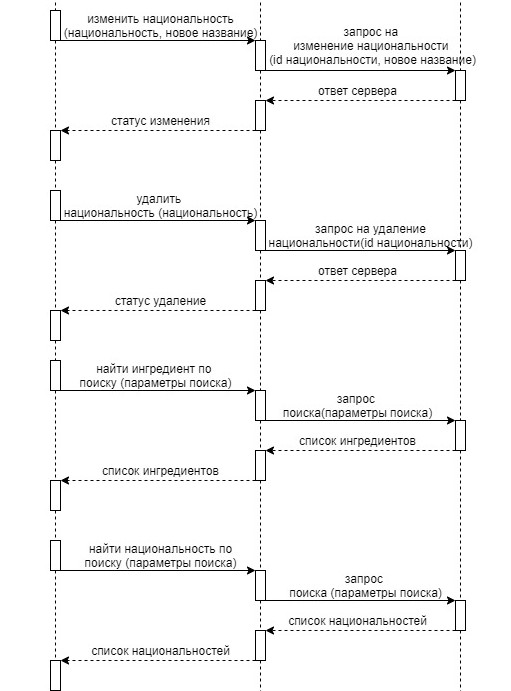 изменить национальность
(национальность, новое название)
запрос на
изменение национальности
(id национальности, новое название)
ответ сервера
статус изменения
удалить
национальность (национальность)
запрос на удаление
национальности(id национальности)
ответ сервера
статус удаление
найти ингредиент по
поиску (параметры поиска)
запрос
поиска(параметры поиска)
список ингредиентов
список ингредиентов
найти национальность по
поиску (параметры поиска)
запрос
поиска (параметры поиска)
список национальностей
список национальностей